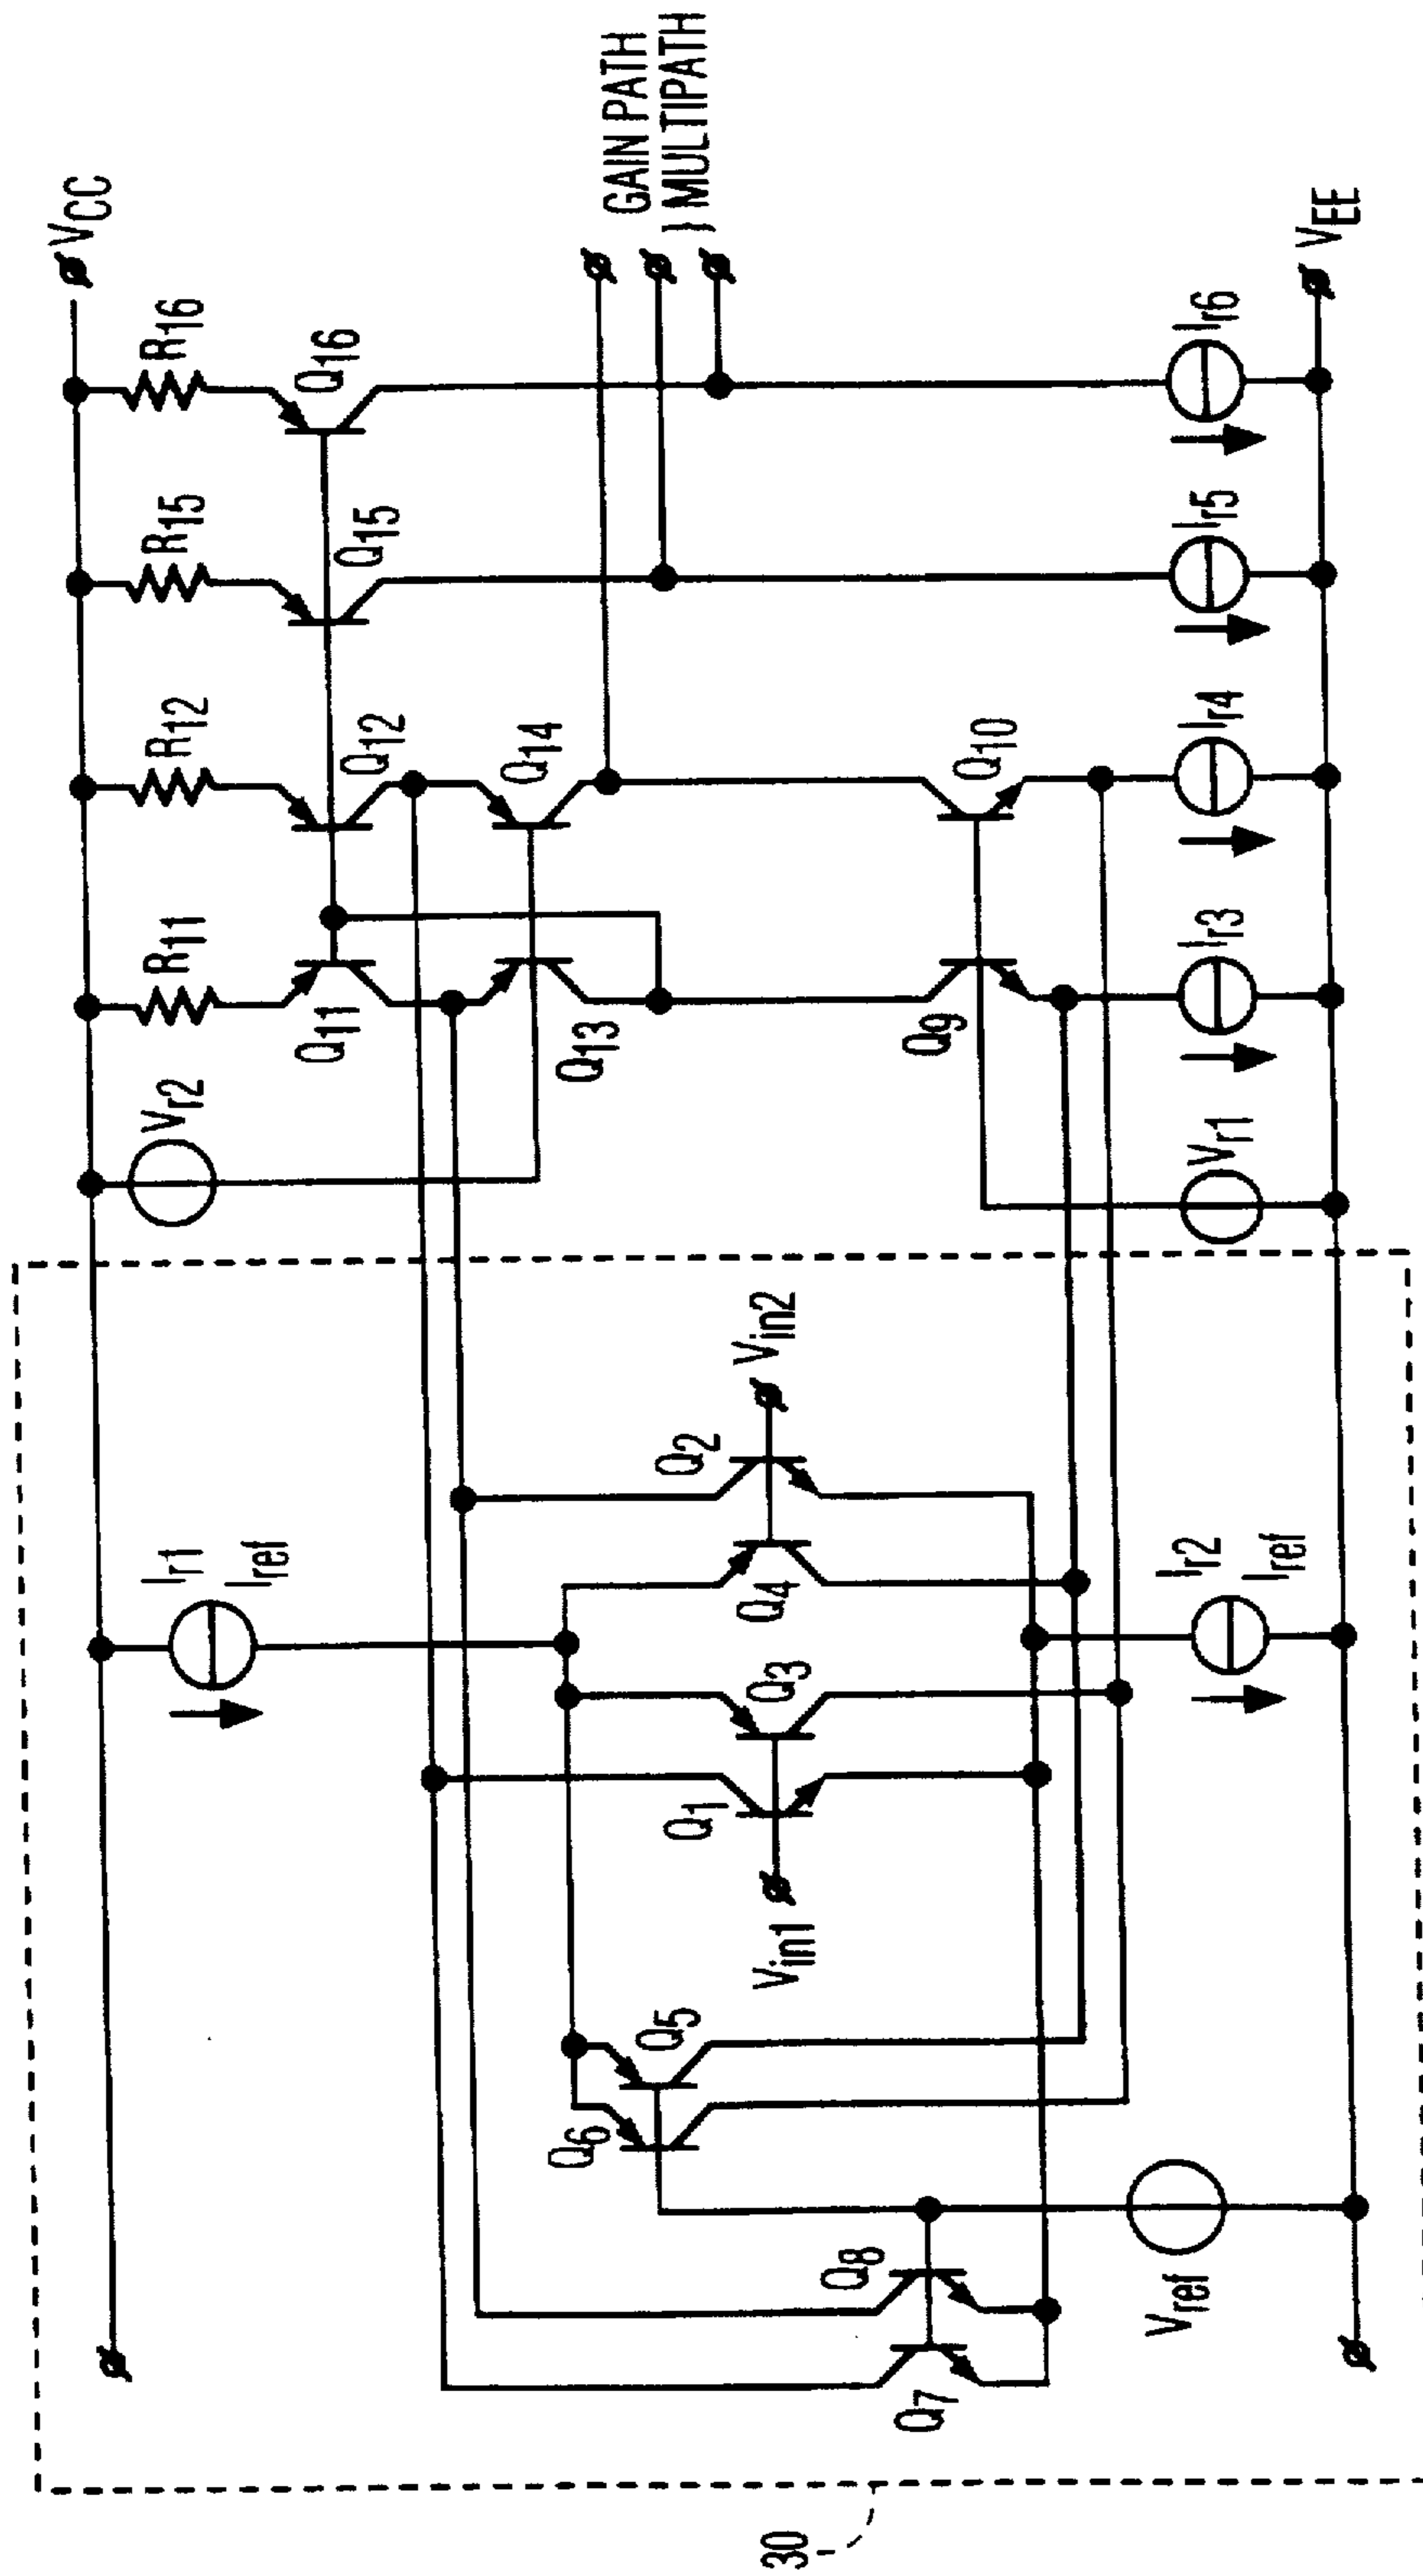 VCC
R11
R12
R15
R16
Vr2
Q11
Q12
Q15
Q16
Ir1
Iref
Q13
Q14
GAIN PATH
} MULTIPATH
Q6
Q5
Q1
Q3
Q4
Q2
Vin1
Vin2
Q7
Q8
Q9
Q10
Vref
Ir2
Iref
Vr1
Ir3
Ir4
Ir5
Ir6
VEE
30